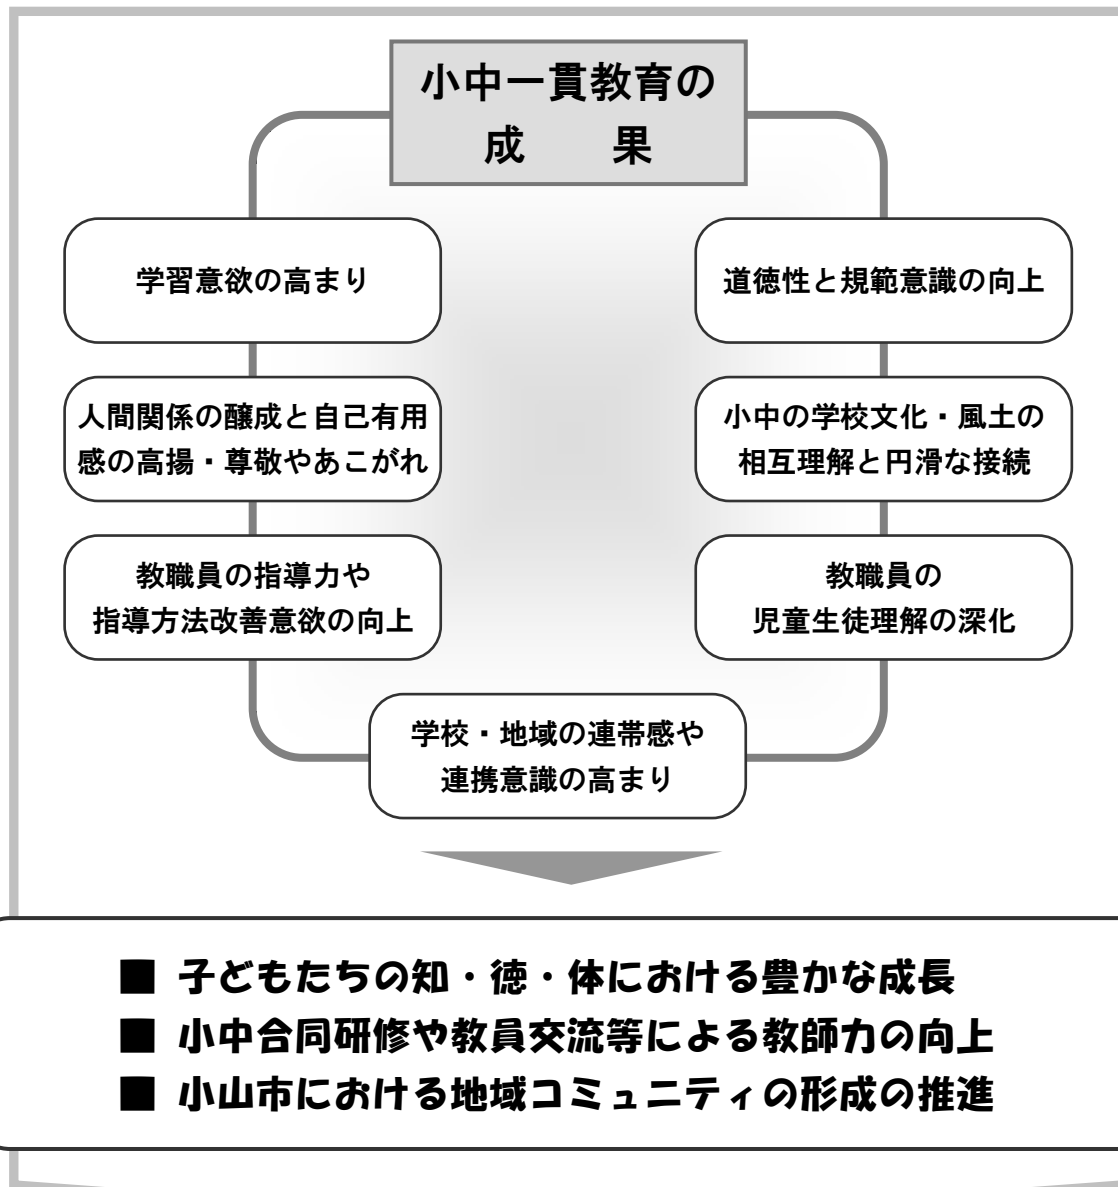 小中一貫教育の
成　果
学習意欲の高まり
道徳性と規範意識の向上
人間関係の醸成と自己有用
感の高揚・尊敬やあこがれ
小中の学校文化・風土の
相互理解と円滑な接続
教職員の指導力や
指導方法改善意欲の向上
教職員の
児童生徒理解の深化
学校・地域の連帯感や
連携意識の高まり
■ 子どもたちの知・徳・体における豊かな成長
■ 小中合同研修や教員交流等による教師力の向上
■ 小山市における地域コミュニティの形成の推進